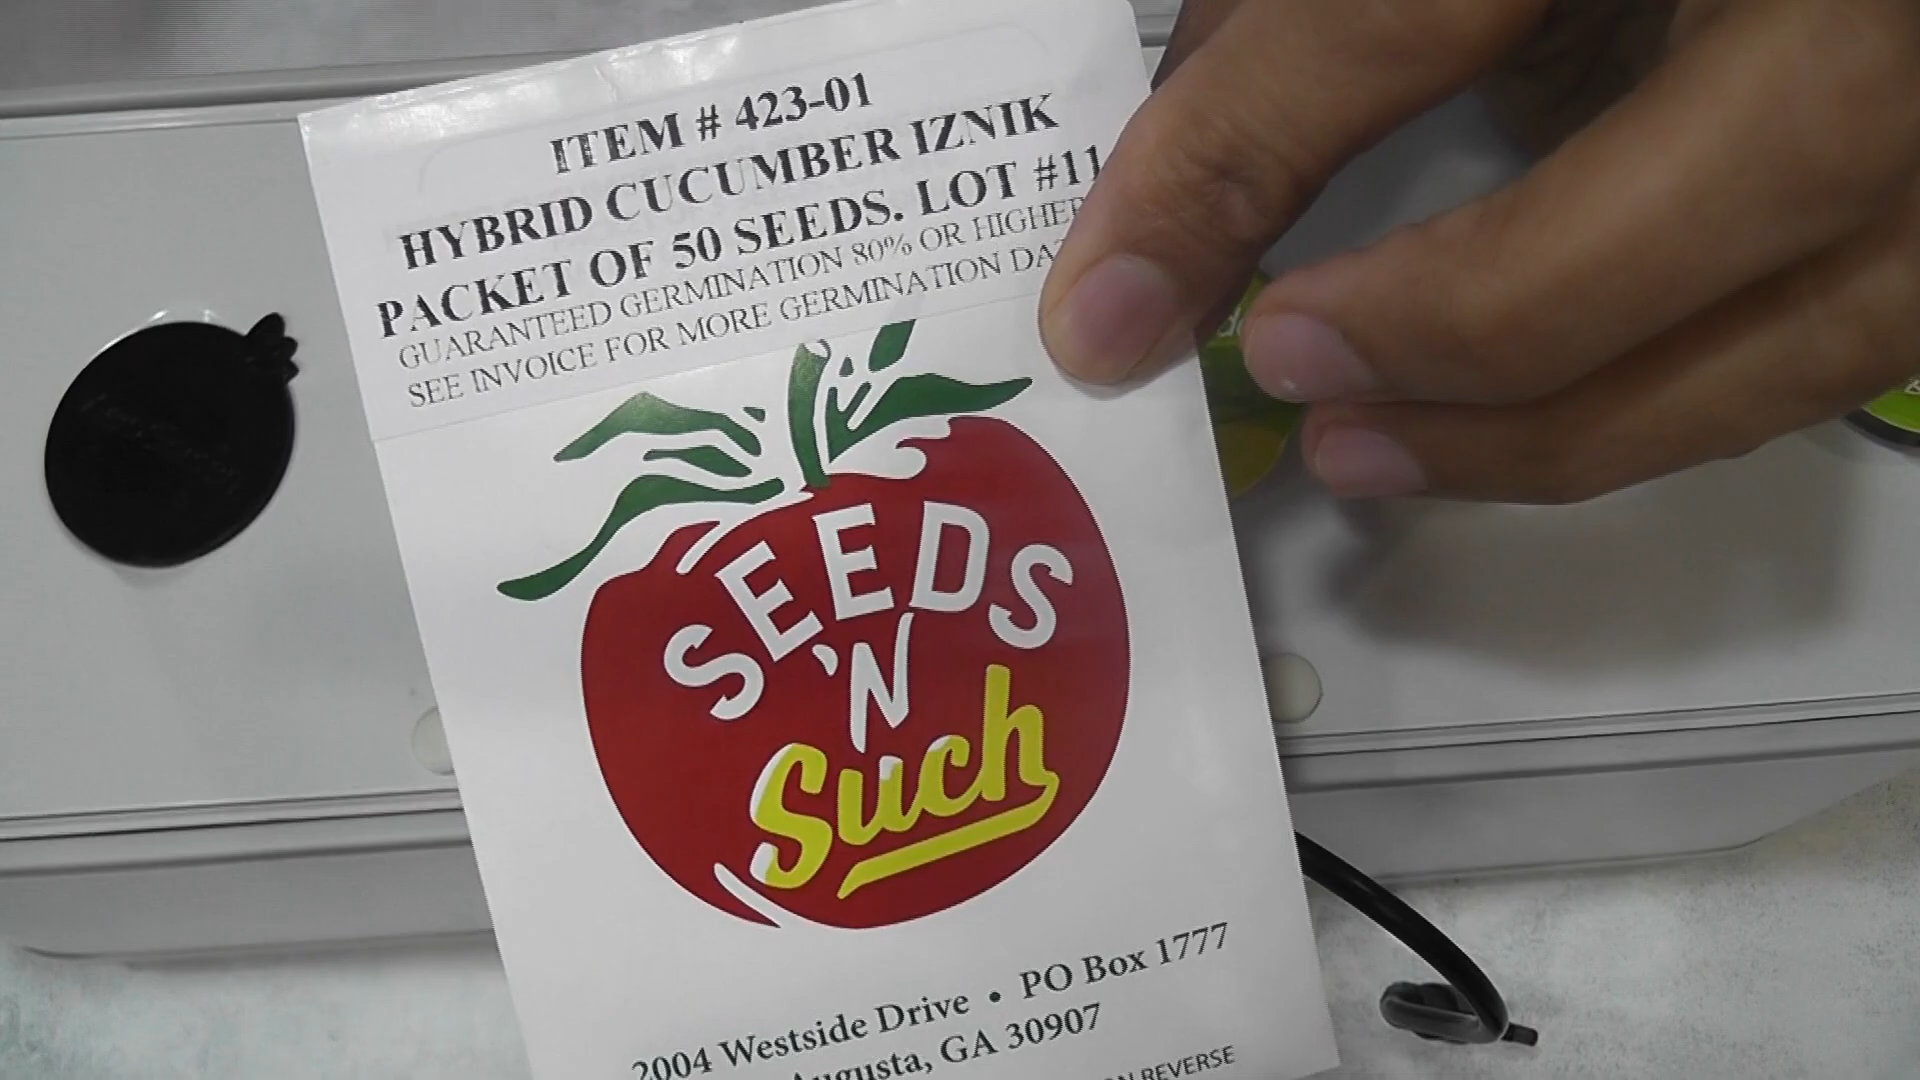 ITEM # 423-01
HYBRID CUCUMBER IZNIK
PACKET OF 50 SEEDS. LOT #11
GUARANTEED GERMINATION 80% OR HIGHER
SEE INVOICE FOR MORE GERMINATION
SEEDS
'N
Such
2004 Westside Drive • PO Box 1777
Augusta, GA 30907
REVERSE